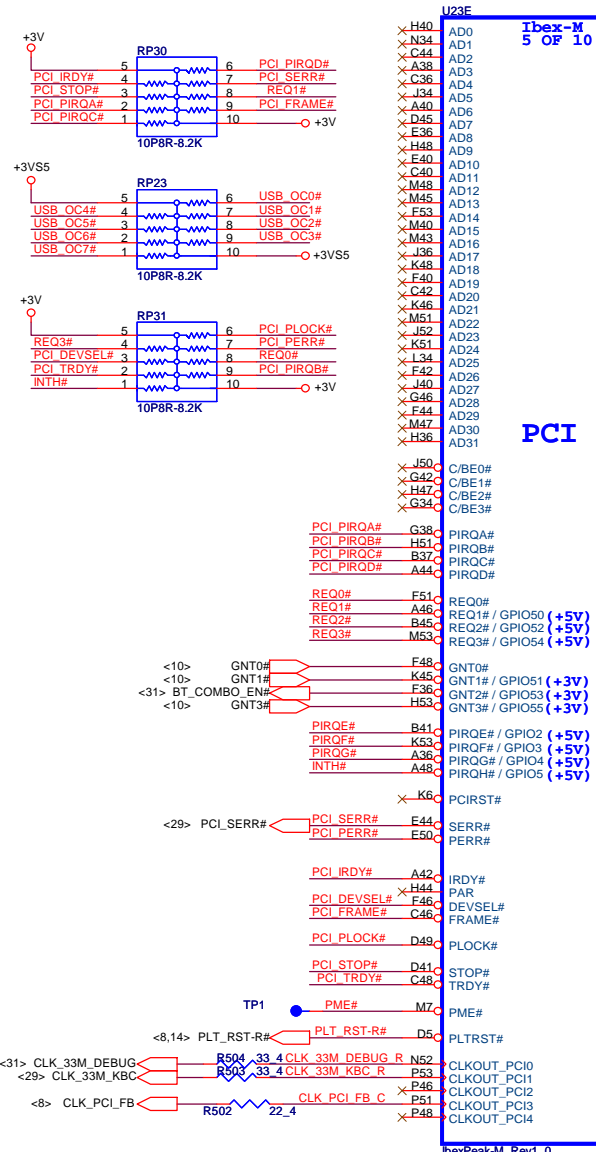 U23E
Ibex-M
5 OF 10
+3V
RP30
5 6 PCI_PIRQD#
PCI_IRDY# 4 7 PCI_SERR#
PCI_STOP# 3 8 REQ1#
PCI_PIRQA# 2 9 PCI_FRAME#
PCI_PIRQC# 1 10 +3V
10P8R-8.2K
+3VS5
RP23
5 6 USB_OC0#
USB_OC4# 4 7 USB_OC1#
USB_OC5# 3 8 USB_OC2#
USB_OC6# 2 9 USB_OC3#
USB_OC7# 1 10 +3VS5
10P8R-8.2K
+3V
RP31
5 6 PCI_PLOCK#
REQ3# 4 7 PCI_PERR#
PCI_DEVSEL# 3 8 REQ0#
PCI_TRDY# 2 9 PCI_PIRQB#
INTH# 1 10 +3V
10P8R-8.2K
H40 AD0
N34 AD1
C44 AD2
A38 AD3
C36 AD4
J34 AD5
A40 AD6
D45 AD7
E36 AD8
H48 AD9
E40 AD10
C40 AD11
M48 AD12
M45 AD13
F53 AD14
M40 AD15
M43 AD16
J36 AD17
K48 AD18
F40 AD19
C42 AD20
K46 AD21
M51 AD22
J52 AD23
K51 AD24
L34 AD25
F42 AD26
J40 AD27
G46 AD28
F44 AD29
M47 AD30
H36 AD31
PCI
J50 C/BE0#
G42 C/BE1#
H47 C/BE2#
G34 C/BE3#
PCI_PIRQA# G38 PIRQA#
PCI_PIRQB# H51 PIRQB#
PCI_PIRQC# B37 PIRQC#
PCI_PIRQD# A44 PIRQD#
REQ0# F51 REQ0#
REQ1# A46 REQ1# / GPIO50 (+5V)
REQ2# B45 REQ2# / GPIO52 (+5V)
REQ3# M53 REQ3# / GPIO54 (+5V)
<10> GNT0# F48 GNT0#
<10> GNT1# K45 GNT1# / GPIO51 (+3V)
<31> BT_COMBO_EN# F36 GNT2# / GPIO53 (+3V)
<10> GNT3# H53 GNT3# / GPIO55 (+3V)
PIRQE# B41 PIRQE# / GPIO2 (+5V)
PIRQF# K53 PIRQF# / GPIO3 (+5V)
PIRQG# A36 PIRQG# / GPIO4 (+5V)
INTH# A48 PIRQH# / GPIO5 (+5V)
K6 PCIRST#
<29> PCI_SERR# PCI_SERR# E44 SERR#
PCI_PERR# E50 PERR#
PCI_IRDY# A42 IRDY#
H44 PAR
PCI_DEVSEL# F46 DEVSEL#
PCI_FRAME# C46 FRAME#
PCI_PLOCK# D49 PLOCK#
PCI_STOP# D41 STOP#
PCI_TRDY# C48 TRDY#
TP1 PME# M7 PME#
<8,14> PLT_RST-R# PLT_RST-R# D5 PLTRST#
<31> CLK_33M_DEBUG R504 33_4 CLK_33M_DEBUG_R N52 CLKOUT_PCI0
<29> CLK_33M_KBC R503 33_4 CLK_33M_KBC_R P53 CLKOUT_PCI1
P46 CLKOUT_PCI2
<8> CLK_PCI_FB R502 22_4 CLK_PCI_FB_C P51 CLKOUT_PCI3
P48 CLKOUT_PCI4
IbexPeak-M_Rev1_0